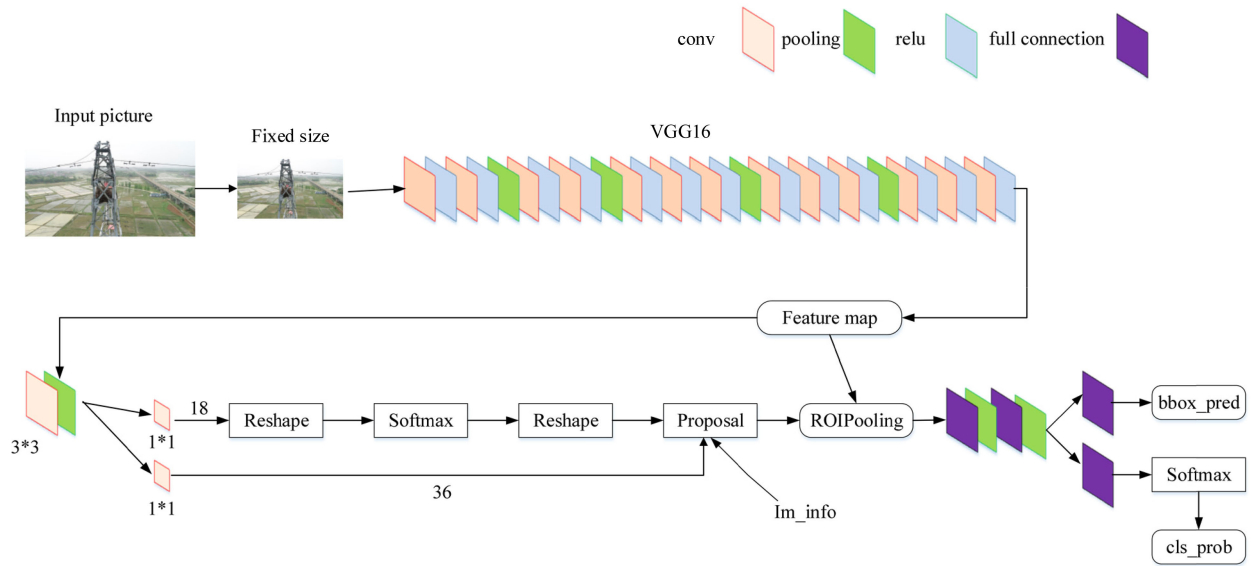 conv pooling relu full connection
Input picture
Fixed size
VGG16
Feature map
3*3
1*1
18
Reshape
Softmax
Reshape
Proposal
ROIPooling
bbox_pred
1*1
36
Im_info
Softmax
cls_prob